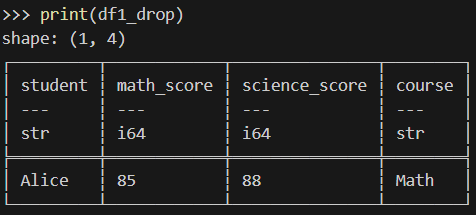 >>> print(df1_drop)
shape: (1, 4)
student math_score science_score course
--- --- --- ---
str i64 i64 str
Alice 85 88 Math